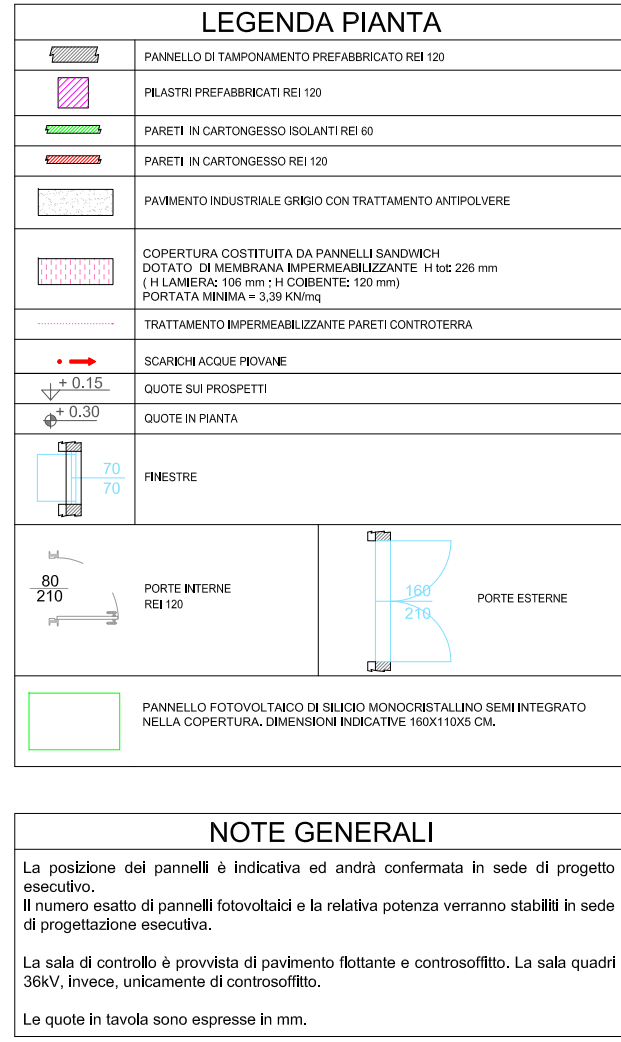 LEGENDA PIANTA
PANNELLO DI TAMPONAMENTO PREFABBRICATO REI 120
PILASTRI PREFABBRICATI REI 120
PARETI IN CARTONGESSO ISOLANTI REI 60
PARETI IN CARTONGESSO REI 120
PAVIMENTO INDUSTRIALE GRIGIO CON TRATTAMENTO ANTIPOLVERE
COPERTURA COSTITUITA DA PANNELLI SANDWICH
DOTATO DI MEMBRANA IMPERMEABILIZZANTE H tot: 226 mm
( H LAMIERA: 106 mm ; H COIBENTE: 120 mm)
PORTATA MINIMA = 3,39 KN/mq
TRATTAMENTO IMPERMEABILIZZANTE PARETI CONTROTERRA
SCARICHI ACQUE PIOVANE
+ 0.15
QUOTE SUI PROSPETTI
+ 0.30
QUOTE IN PIANTA
70
70
FINESTRE
80
210
PORTE INTERNE
REI 120
160
210
PORTE ESTERNE
PANNELLO FOTOVOLTAICO DI SILICIO MONOCRISTALLINO SEMI INTEGRATO
NELLA COPERTURA. DIMENSIONI INDICATIVE 160X110X5 CM.
NOTE GENERALI
La posizione dei pannelli è indicativa ed andrà confermata in sede di progetto
esecutivo.
Il numero esatto di pannelli fotovoltaici e la relativa potenza verranno stabiliti in sede
di progettazione esecutiva.
La sala di controllo è provvista di pavimento flottante e controsoffitto. La sala quadri
36kV, invece, unicamente di controsoffitto.
Le quote in tavola sono espresse in mm.